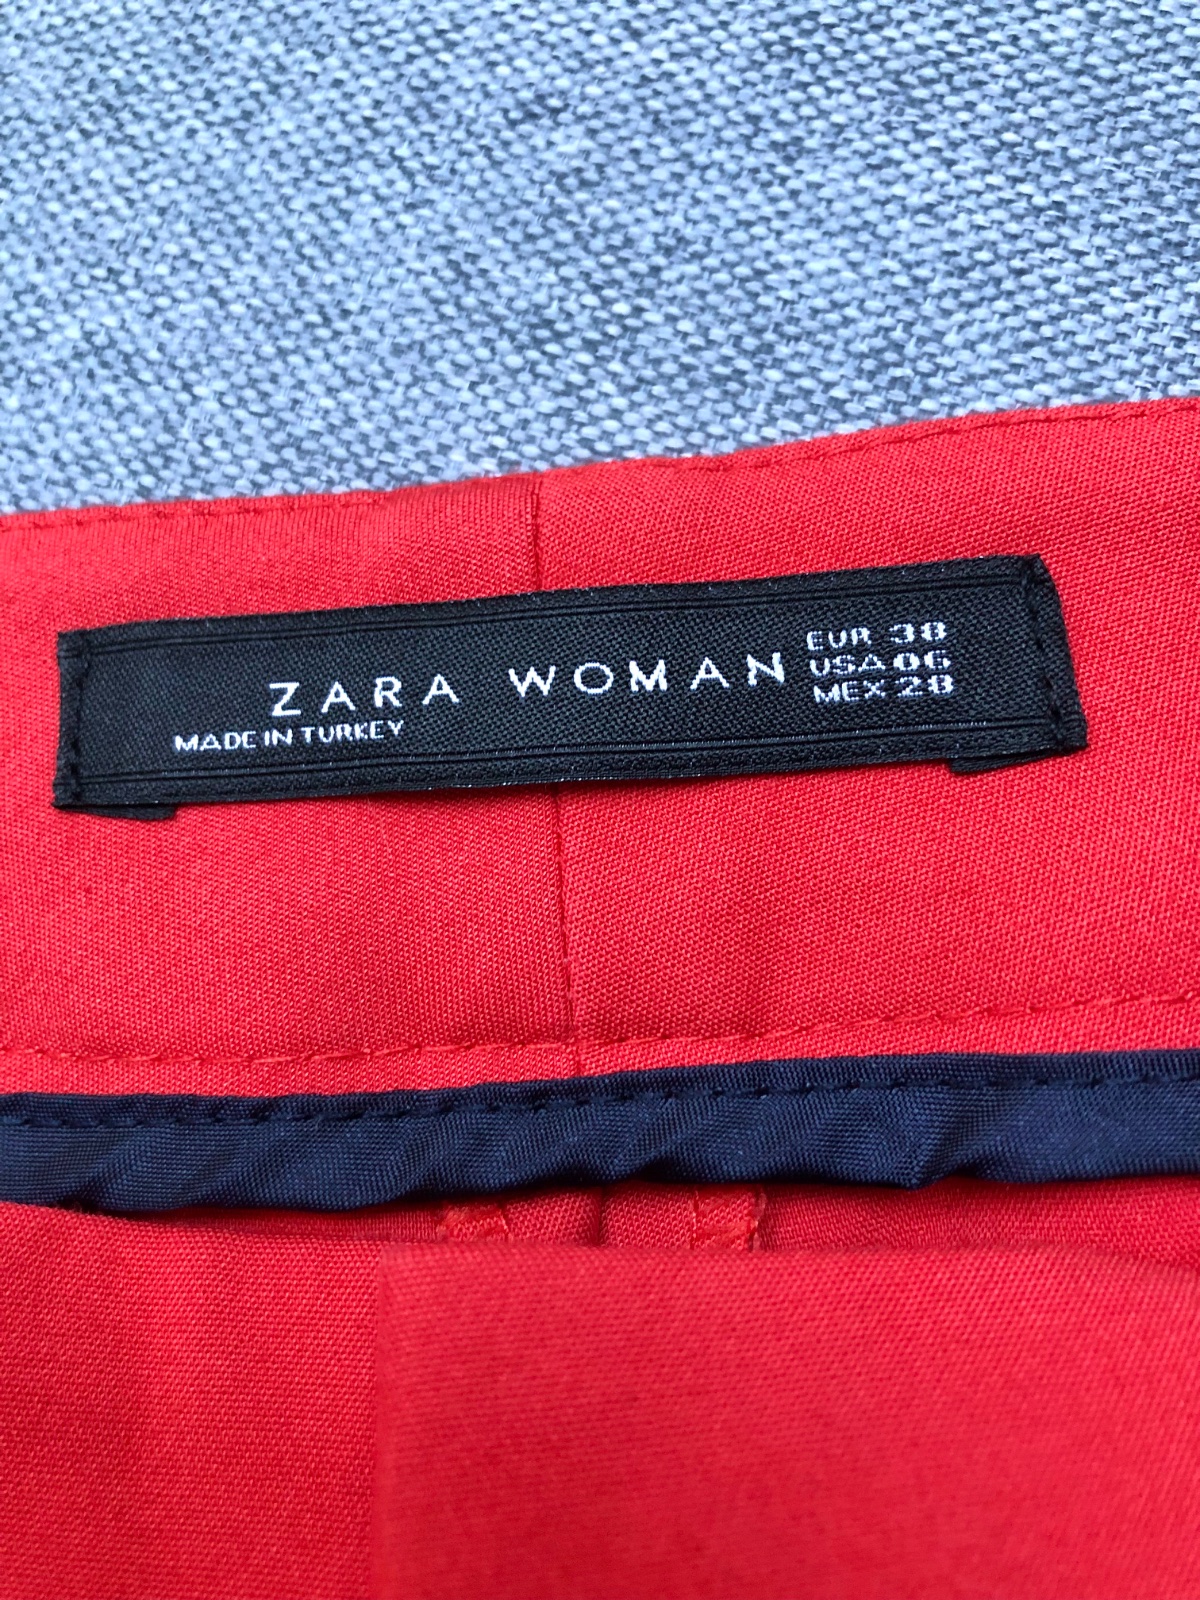 ZARA WOMAN
MADE IN TURKEY
EUR 38
USA 06
MEX 28